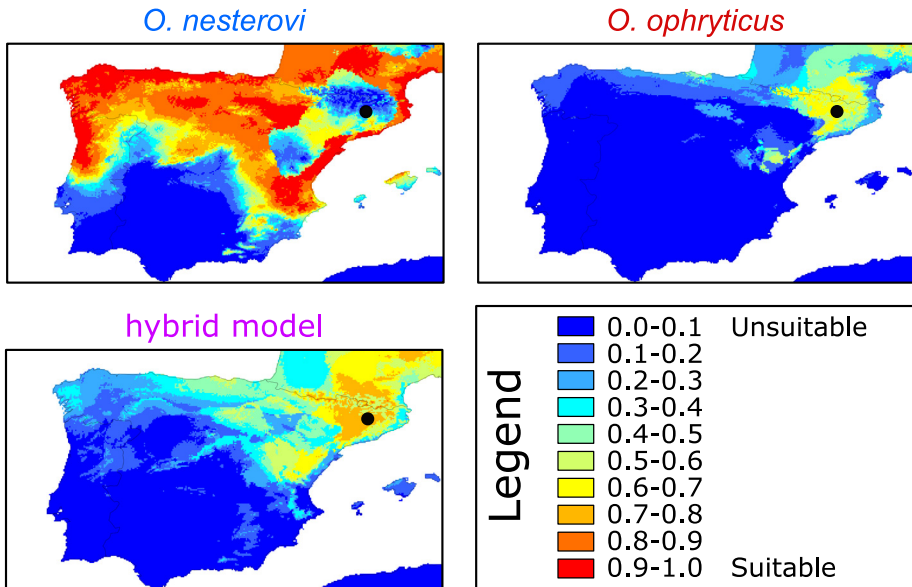 O. nesterovi
O. ophryticus
hybrid model
Legend
0.0-0.1 Unsuitable
0.1-0.2
0.2-0.3
0.3-0.4
0.4-0.5
0.5-0.6
0.6-0.7
0.7-0.8
0.8-0.9
0.9-1.0 Suitable